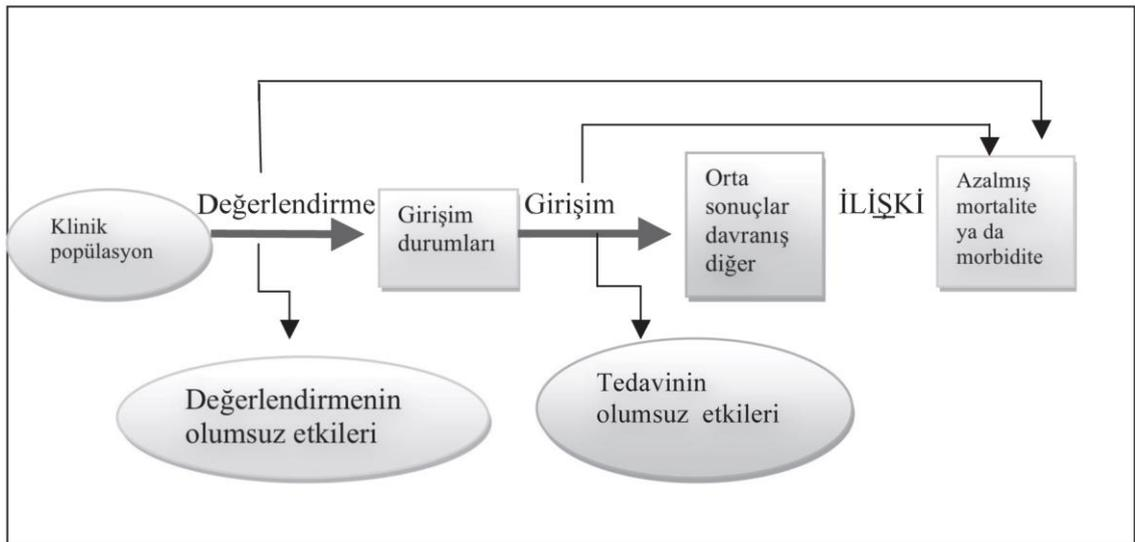 Klinik
popülasyon
Değerlendirme
Girişim
durumları
Girişim
Orta
sonuçlar
davranış
diğer
İLİŞKİ
Azalmış
mortalite
ya da
morbidite
Değerlendirmenin
olumsuz etkileri
Tedavinin
olumsuz etkileri